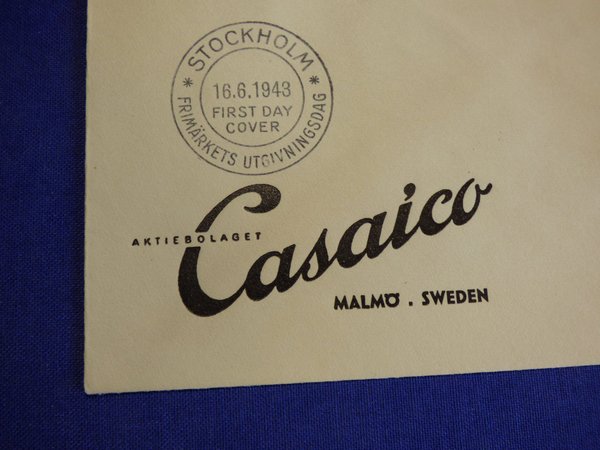 * STOCKHOLM *
16.6.1943
FIRST DAY
COVER
FRIMÄRKETS UTGIVNINGSDAG
AKTIEBOLAGET
Casaico
MALMÖ . SWEDEN